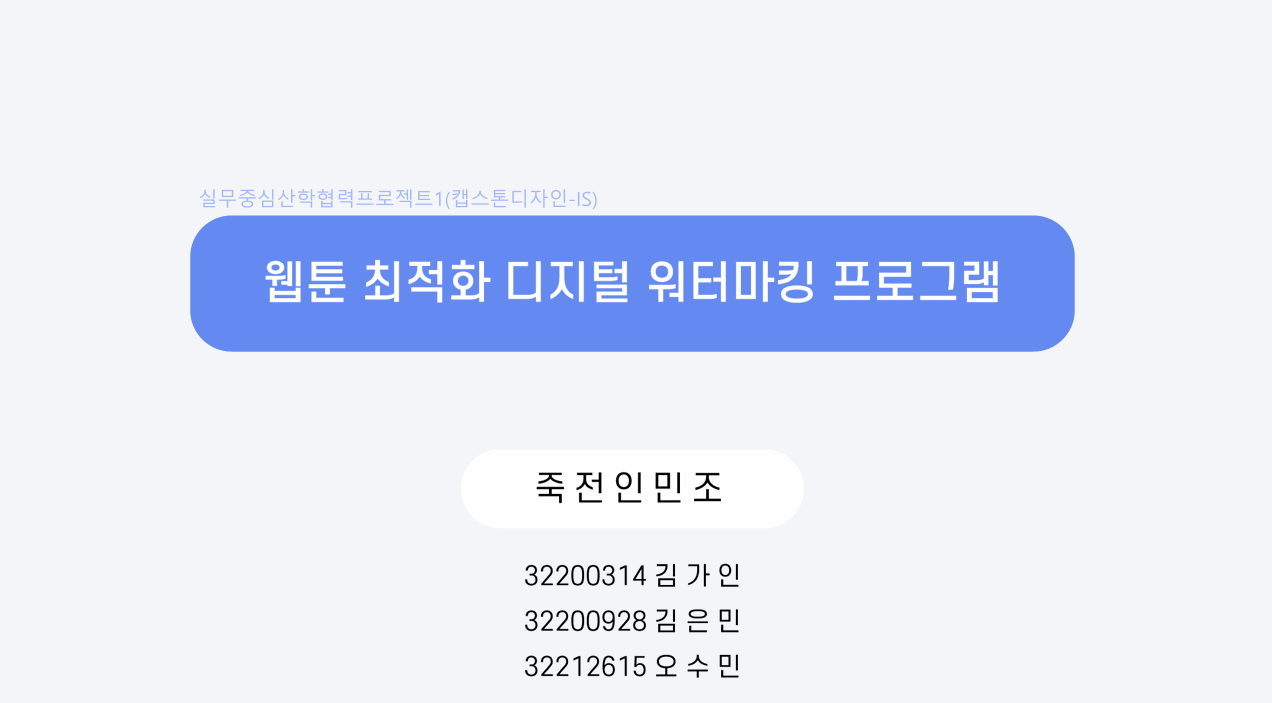 실무중심산학협력프로젝트1(캡스톤디자인-IS)
웹툰 최적화 디지털 워터마킹 프로그램
죽전인민조
32200314 김가인
32200928 김은민
32212615 오수민